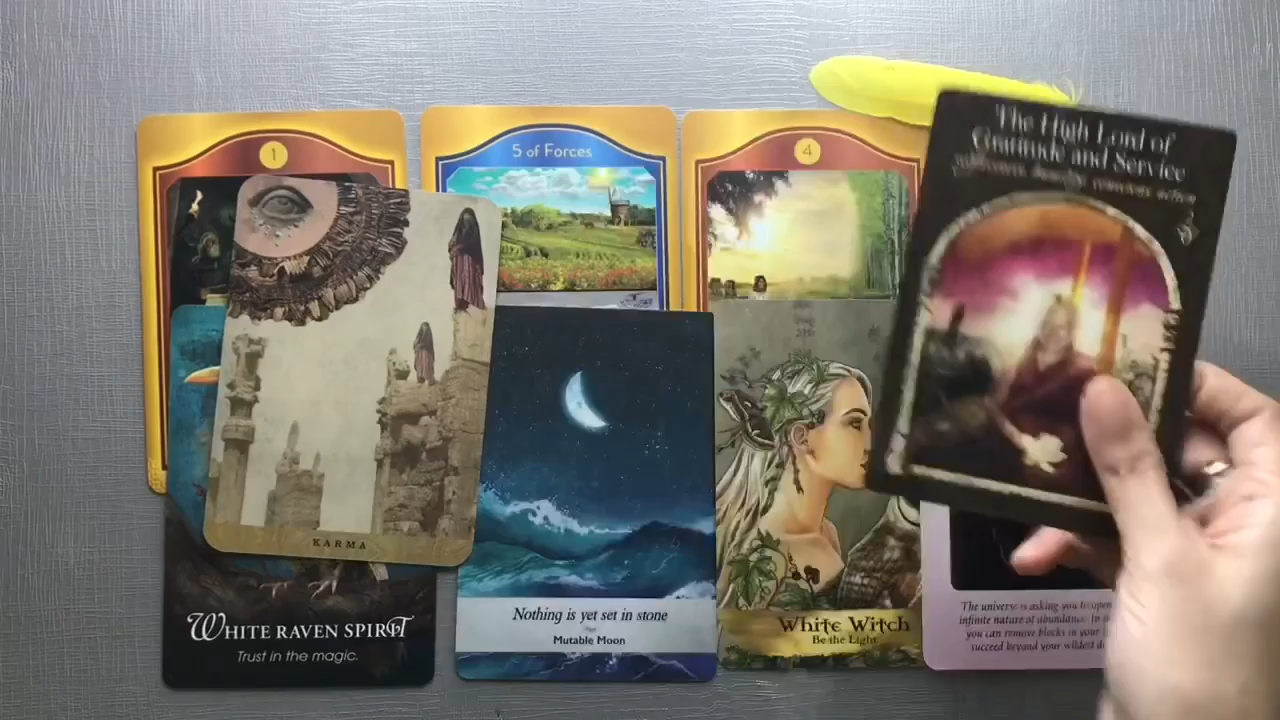 1
5 of Forces
4
The High Lord of
Gratitude and Service
KARMA
WHITE RAVEN SPIRIT
Trust in the magic.
Nothing is yet set in stone
Mutable Moon
White Witch
Be the Light
The universe is asking you to open
infinite nature of abundance. In
you can remove blocks in your
succeed beyond your wildest